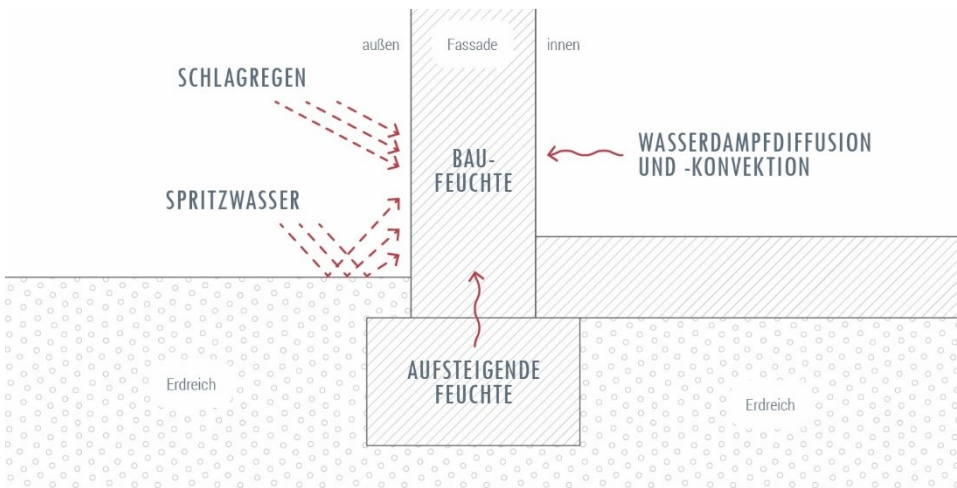 außen
Fassade
innen
SCHLAGREGEN
BAU-
FEUCHTE
WASSERDAMPFDIFFUSION
UND -KONVEKTION
SPRITZWASSER
AUFSTEIGENDE
FEUCHTE
Erdreich
Erdreich